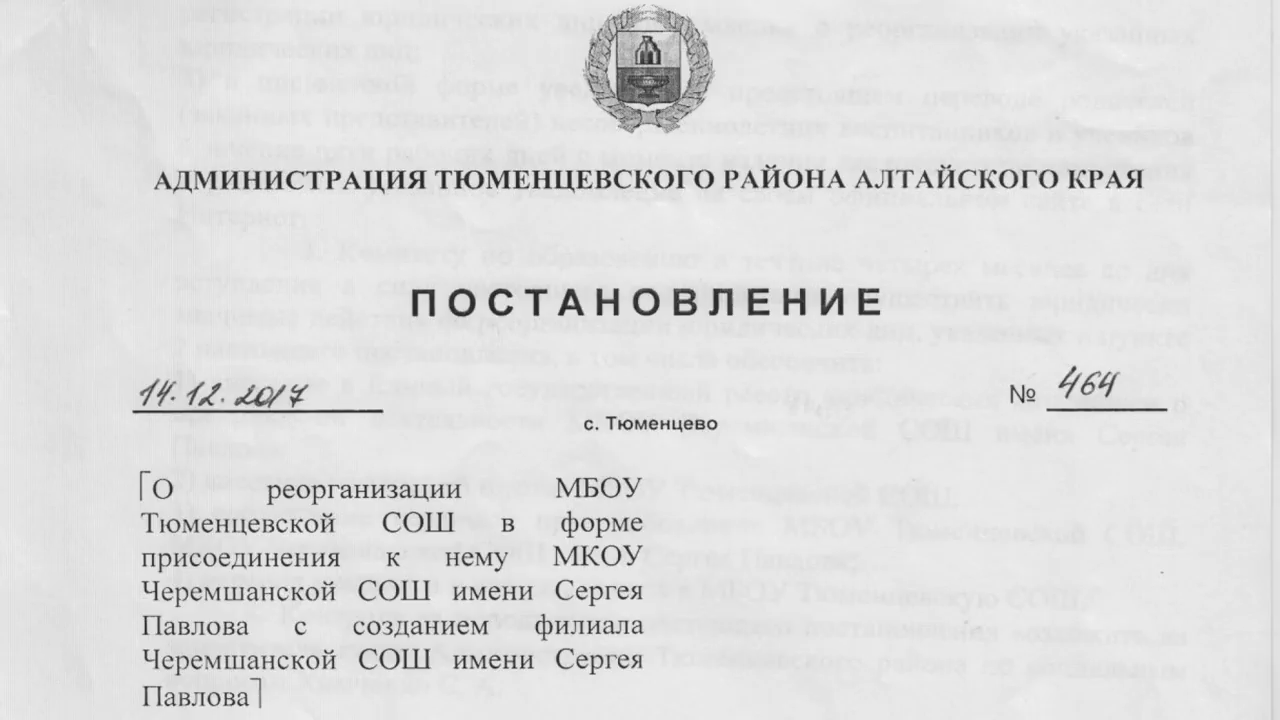 АДМИНИСТРАЦИЯ ТЮМЕНЦЕВСКОГО РАЙОНА АЛТАЙСКОГО КРАЯ
ПОСТАНОВЛЕНИЕ
14.12.2017 № 464
с. Тюменцево
О реорганизации МБОУ
Тюменцевской СОШ в форме
присоединения к нему МКОУ
Черемшанской СОШ имени Сергея
Павлова с созданием филиала
Черемшанской СОШ имени Сергея
Павлова